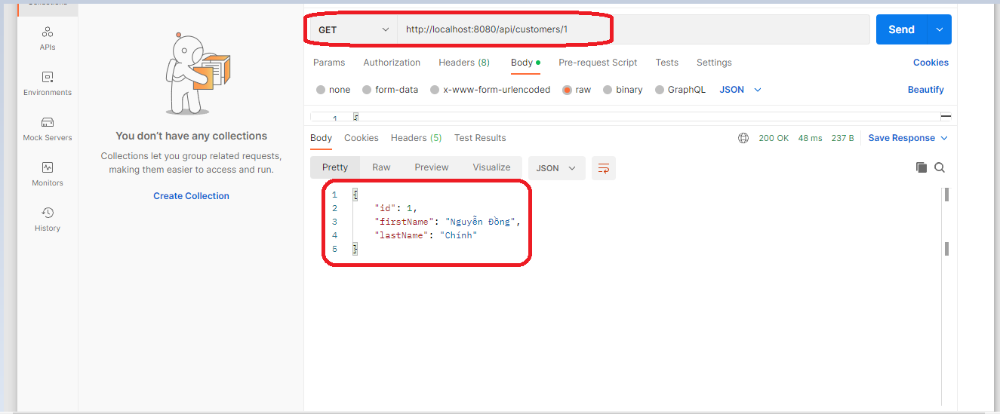 Collections
APIs
Environments
Mock Servers
Monitors
History
You don't have any collections
Collections let you group related requests,
making them easier to access and run.
Create Collection
GET http://localhost:8080/api/customers/1 Send
Params Authorization Headers (8) Body Pre-request Script Tests Settings Cookies
none form-data x-www-form-urlencoded raw binary GraphQL JSON Beautify
1 {
Body Cookies Headers (5) Test Results 200 OK 48 ms 237 B Save Response
Pretty Raw Preview Visualize JSON
1 {
2 "id": 1,
3 "firstName": "Nguyễn Đồng",
4 "lastName": "Chính"
5 }